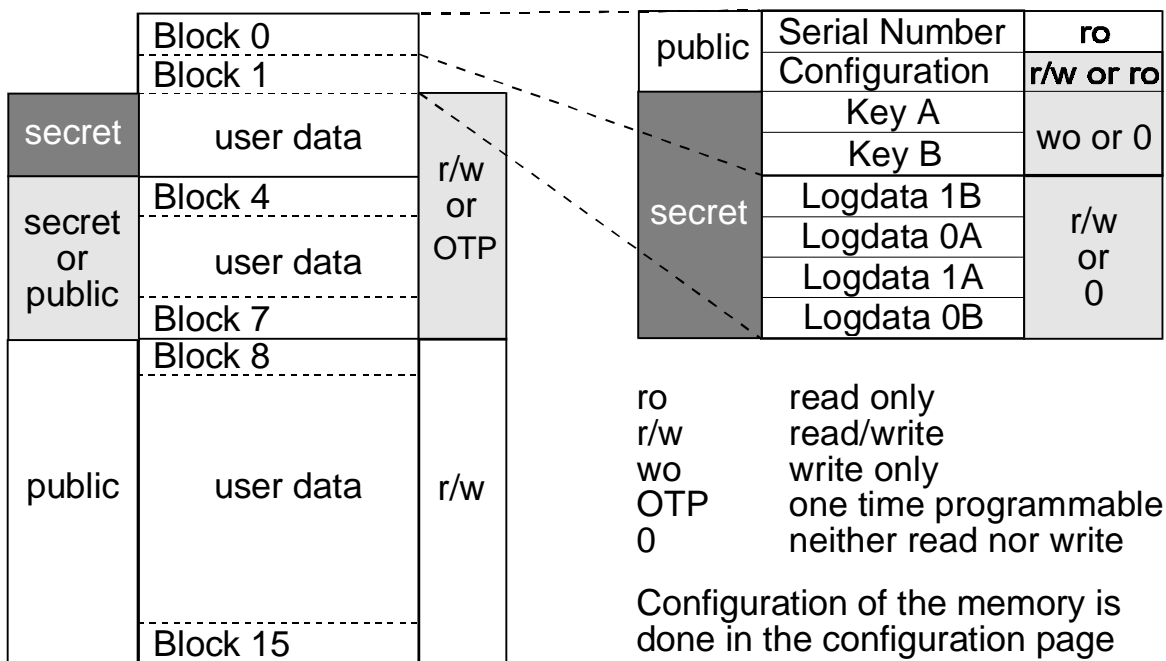 Block 0
Block 1
secret
user data
r/w
or
OTP
secret
or
public
Block 4
user data
Block 7
public
Block 8
user data
r/w
Block 15
public
Serial Number
ro
Configuration
r/w or ro
secret
Key A
Key B
wo or 0
Logdata 1B
Logdata 0A
Logdata 1A
Logdata 0B
r/w
or
0
ro read only
r/w read/write
wo write only
OTP one time programmable
0 neither read nor write
Configuration of the memory is
done in the configuration page